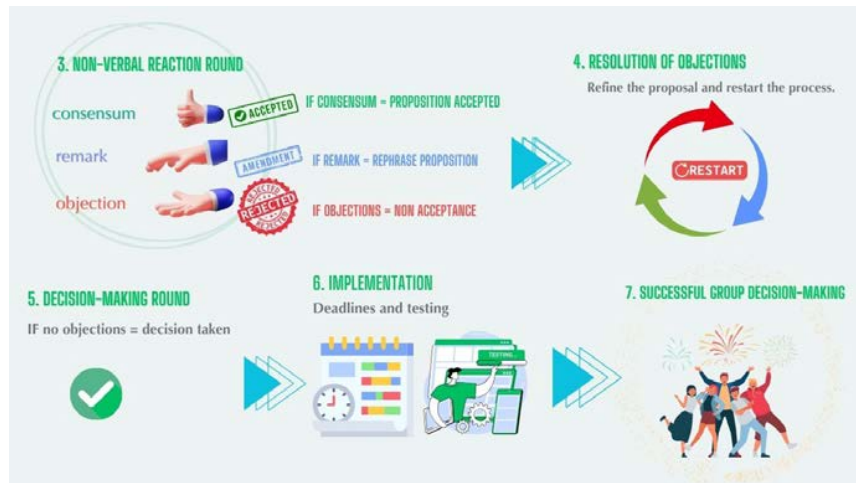 3. NON-VERBAL REACTION ROUND
consensum
ACCEPTED
IF CONSENSUM = PROPOSITION ACCEPTED
remark
AMENDMENT
IF REMARK = REPHRASE PROPOSITION
objection
REJECTED
REJECTED
REJECTED
IF OBJECTIONS = NON ACCEPTANCE
4. RESOLUTION OF OBJECTIONS
Refine the proposal and restart the process.
RESTART
5. DECISION-MAKING ROUND
IF no objections = decision taken
6. IMPLEMENTATION
Deadlines and testing
TESTING...
7. SUCCESSFUL GROUP DECISION-MAKING